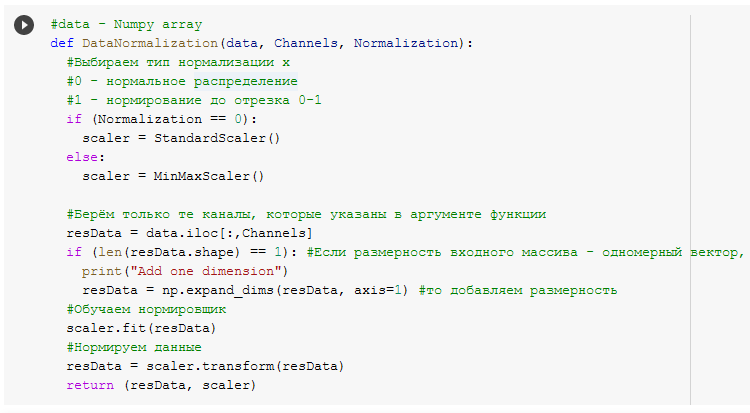 #data - Numpy array
def DataNormalization(data, Channels, Normalization):
  #Выбираем тип нормализации x
  #0 - нормальное распределение
  #1 - нормирование до отрезка 0-1
  if (Normalization == 0):
    scaler = StandardScaler()
  else:
    scaler = MinMaxScaler()

  #Берём только те каналы, которые указаны в аргументе функции
  resData = data.iloc[:,Channels]
  if (len(resData.shape) == 1): #Если размерность входного массива - одномерный вектор,
    print("Add one dimension")
    resData = np.expand_dims(resData, axis=1) #то добавляем размерность
  #Обучаем нормировщик
  scaler.fit(resData)
  #Нормируем данные
  resData = scaler.transform(resData)
  return (resData, scaler)